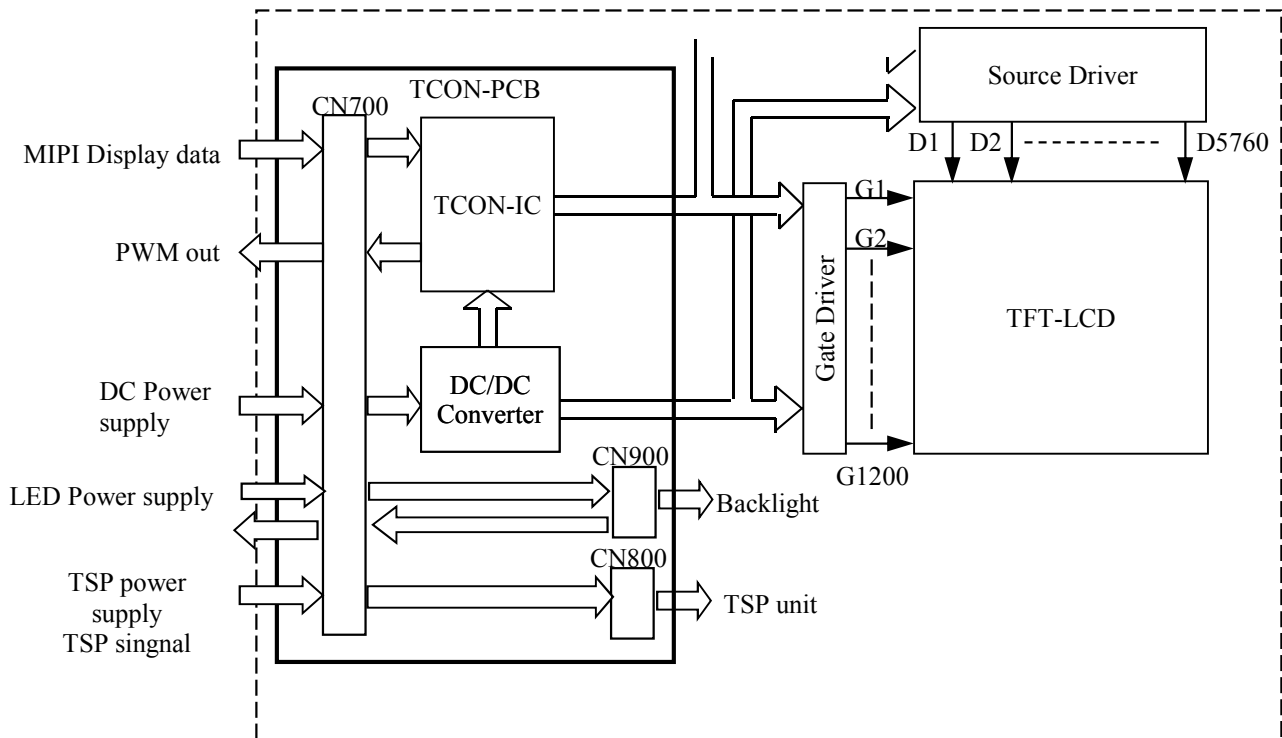 Source Driver
TCON-PCB
CN700
D1
D2
D5760
MIPI Display data
TCON-IC
G1
G2
PWM out
Gate Driver
TFT-LCD
DC Power
supply
DC/DC
Converter
G1200
CN900
LED Power supply
Backlight
CN800
TSP power
supply
TSP singnal
TSP unit